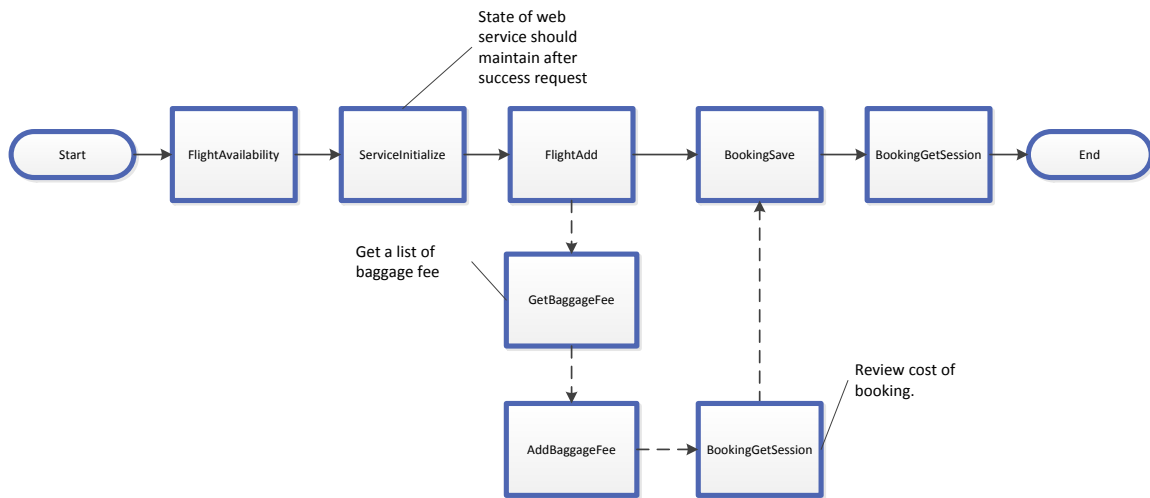 State of web
service should
maintain after
success request
Start
FlightAvailability
ServiceInitialize
FlightAdd
BookingSave
BookingGetSession
End
Get a list of
baggage fee
GetBaggageFee
Review cost of
booking.
AddBaggageFee
BookingGetSession